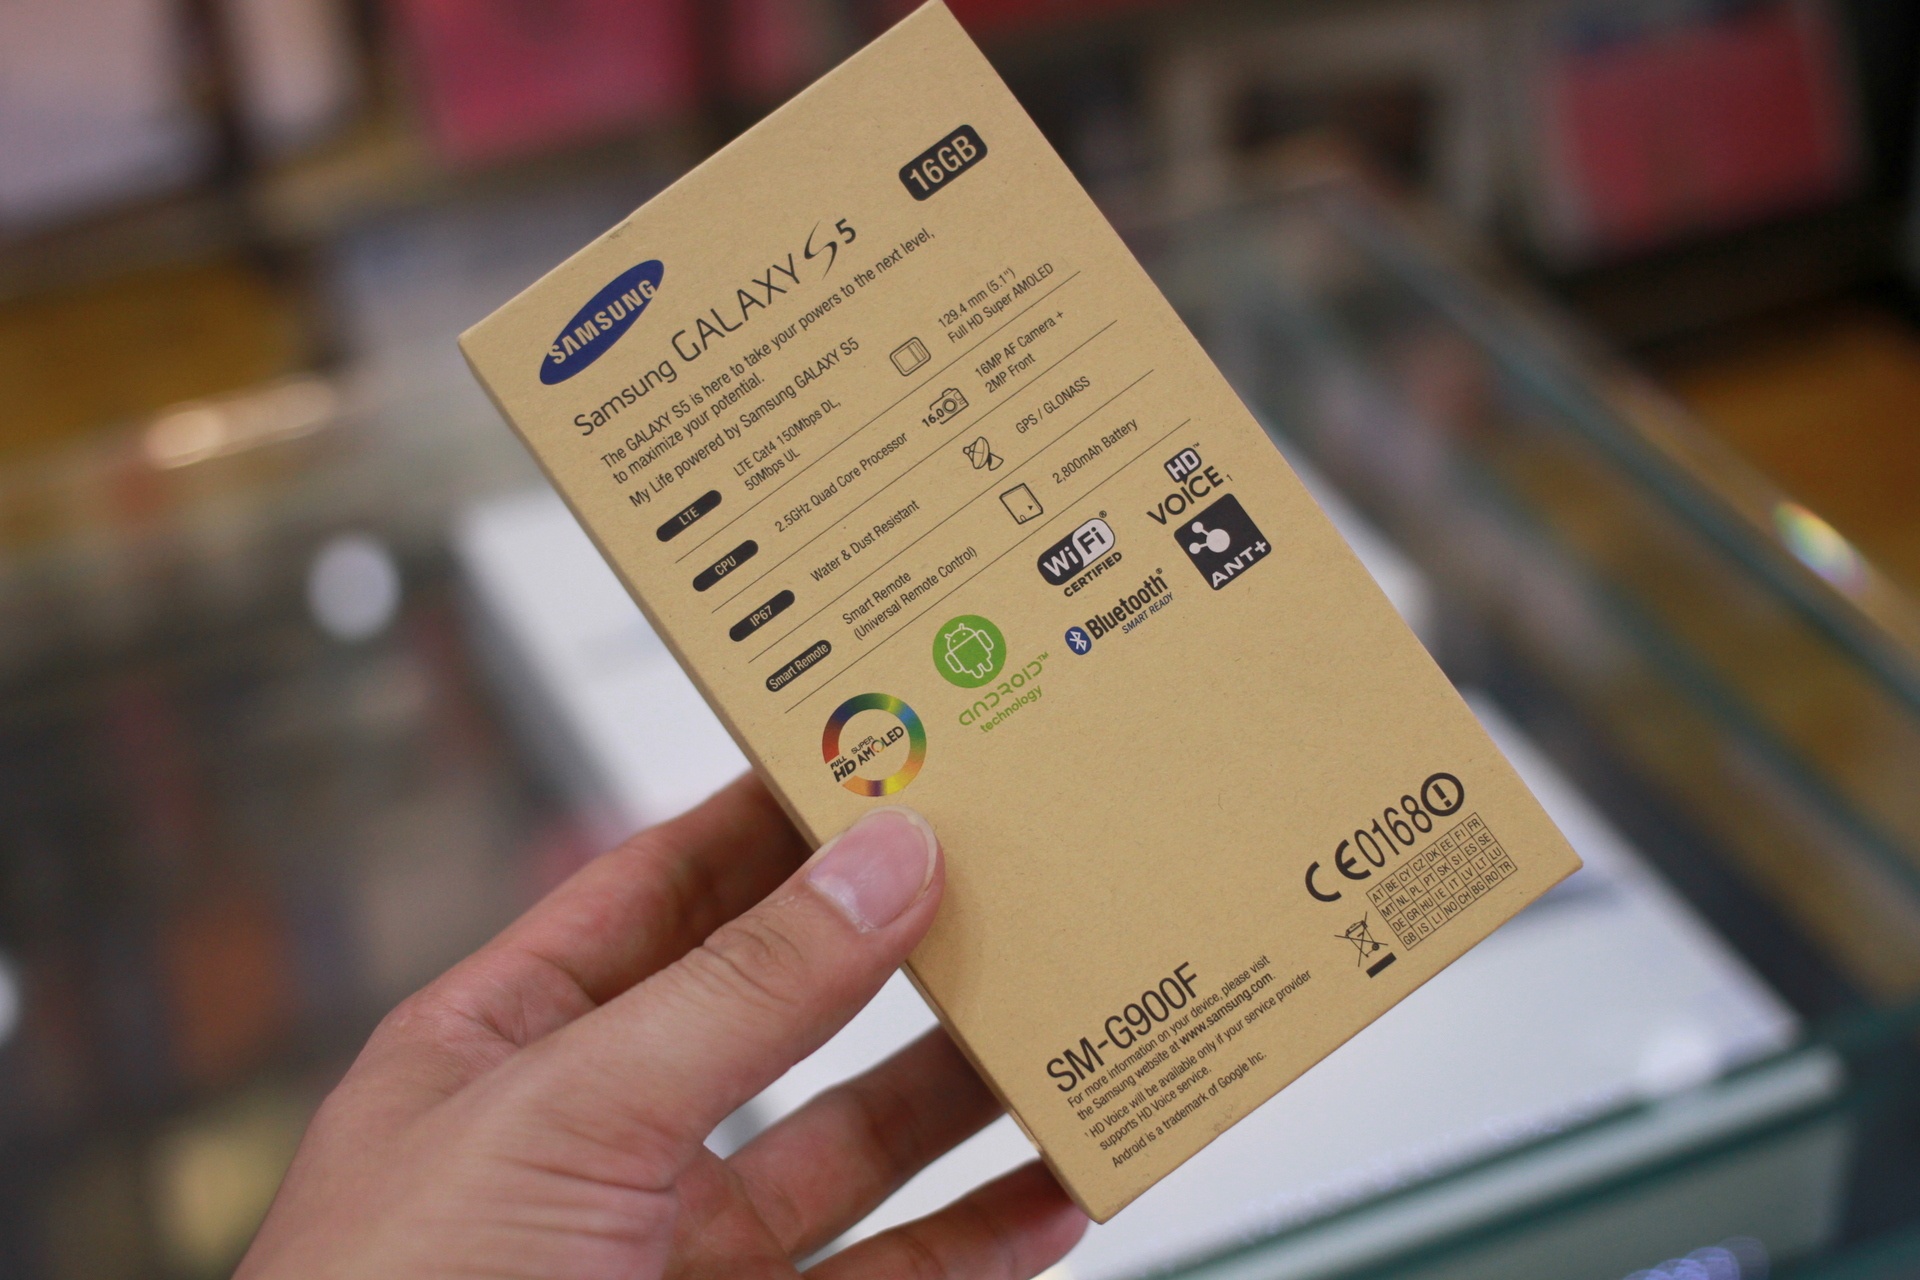 16GB
SAMSUNG
Samsung GALAXY S5
The GALAXY S5 is here to take your powers to the next level,
to maximize your potential.
My Life powered by Samsung GALAXY S5
LTE
LTE Cat4 150Mbps DL,
50Mbps UL
129.4 mm (5.1")
Full HD Super AMOLED
CPU
2.5GHz Quad Core Processor
16.0
16MP AF Camera +
2MP Front
IP67
Water & Dust Resistant
GPS / GLONASS
Smart Remote
Smart Remote
(Universal Remote Control)
2,800mAh Battery
FULL
HD SUPER
AMOLED
ANDROID™
technology
Wi Fi®
CERTIFIED
Bluetooth®
SMART READY
HD™
VOICE 1
ANT+
CE0168
AT BE CY CZ DK EE FI FR
MT NL PL PT SK SI ES SE
DE GR HU IE IT LV LT LU
GB IS LI NO CH BG RO TR
SM-G900F
For more information on your device, please visit
the Samsung website at www.samsung.com.
¹ HD Voice will be available only if your service provider
supports HD Voice service.
Android is a trademark of Google Inc.